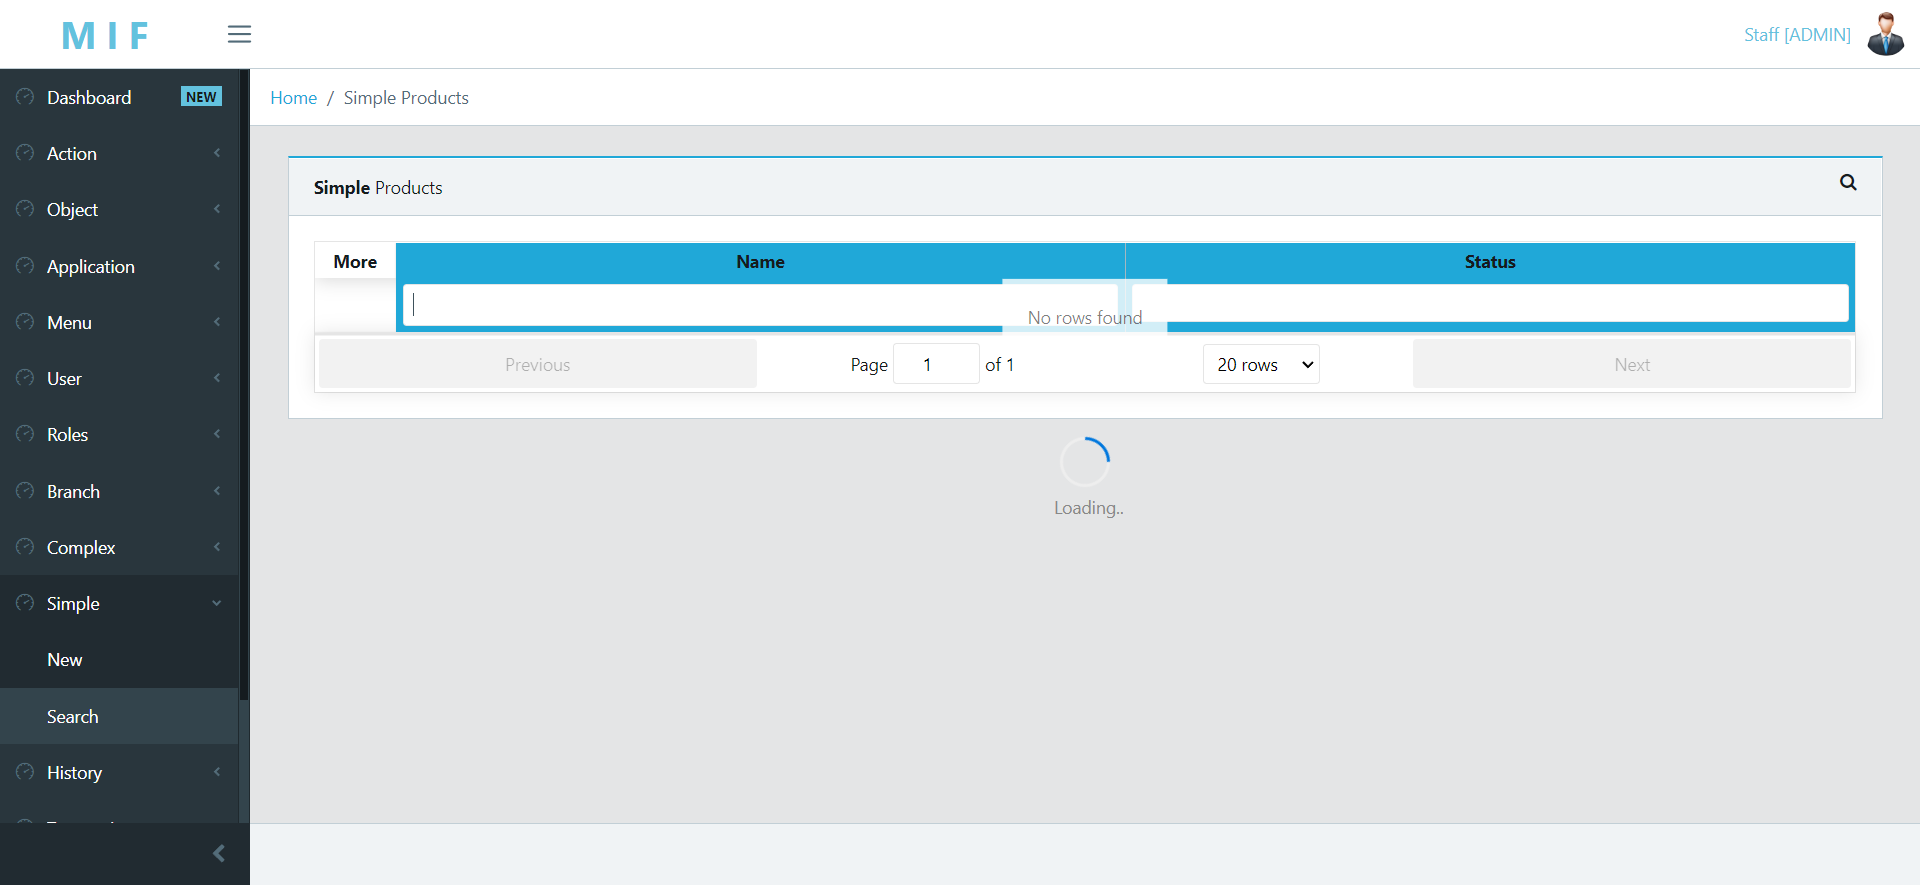 M I F
Staff [ADMIN]
Dashboard NEW
Action
Object
Application
Menu
User
Roles
Branch
Complex
Simple
New
Search
History
Home / Simple Products
Simple Products
More Name Status
No rows found
Previous Page 1 of 1 20 rows Next
Loading..